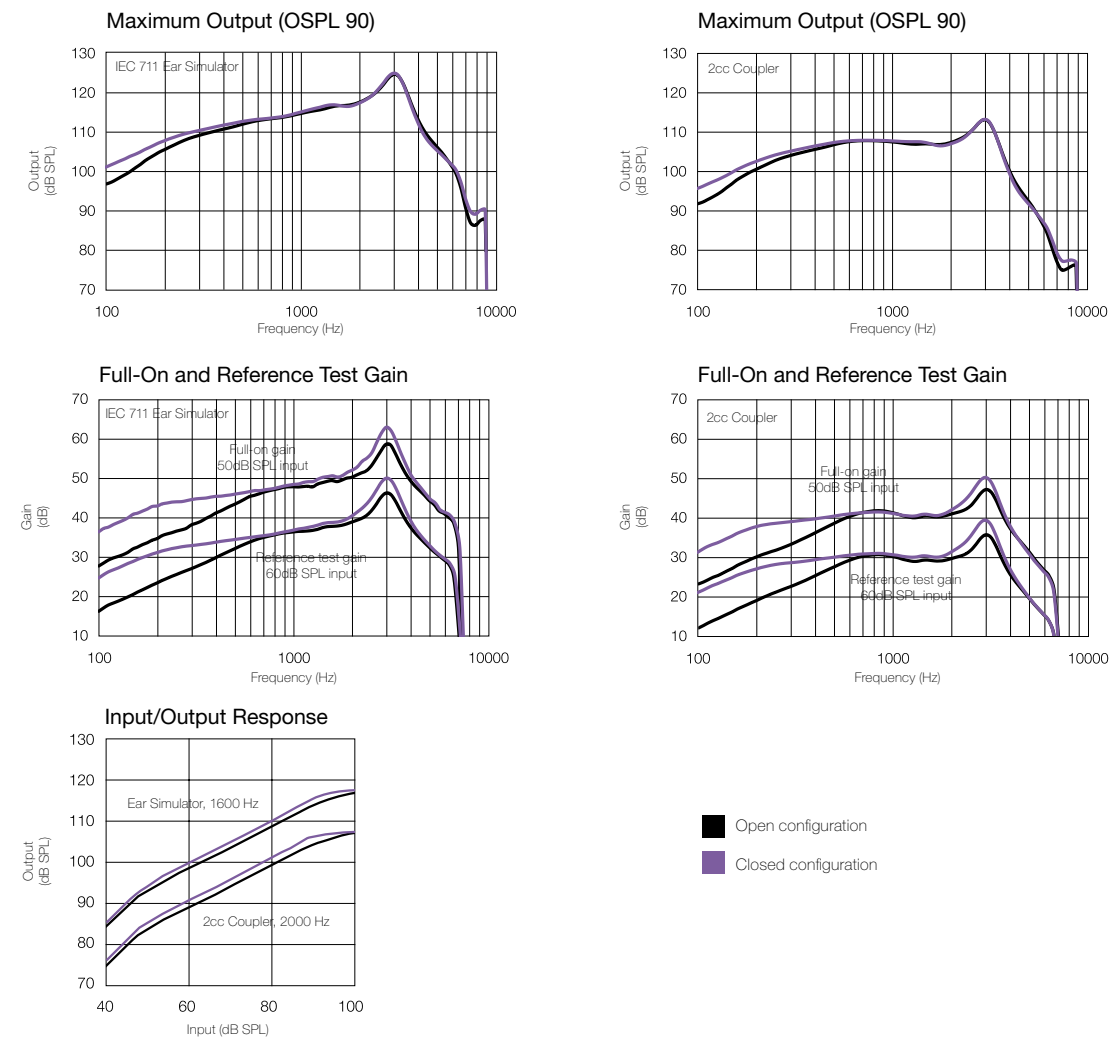 Maximum Output (OSPL 90)
130
120
110
100
90
80
70
IEC 711 Ear Simulator
Output
(dB SPL)
100
1000
10000
Frequency (Hz)
Maximum Output (OSPL 90)
130
120
110
100
90
80
70
2cc Coupler
Output
(dB SPL)
100
1000
10000
Frequency (Hz)
Full-On and Reference Test Gain
70
60
50
40
30
20
10
IEC 711 Ear Simulator
Full-on gain
50dB SPL input
Reference test gain
60dB SPL input
Gain
(dB)
100
1000
10000
Frequency (Hz)
Full-On and Reference Test Gain
70
60
50
40
30
20
10
2cc Coupler
Full-on gain
50dB SPL input
Reference test gain
60dB SPL input
Gain
(dB)
100
1000
10000
Frequency (Hz)
Input/Output Response
130
120
110
100
90
80
70
Ear Simulator, 1600 Hz
2cc Coupler, 2000 Hz
Output
(dB SPL)
40
60
80
100
Input (dB SPL)
Open configuration
Closed configuration